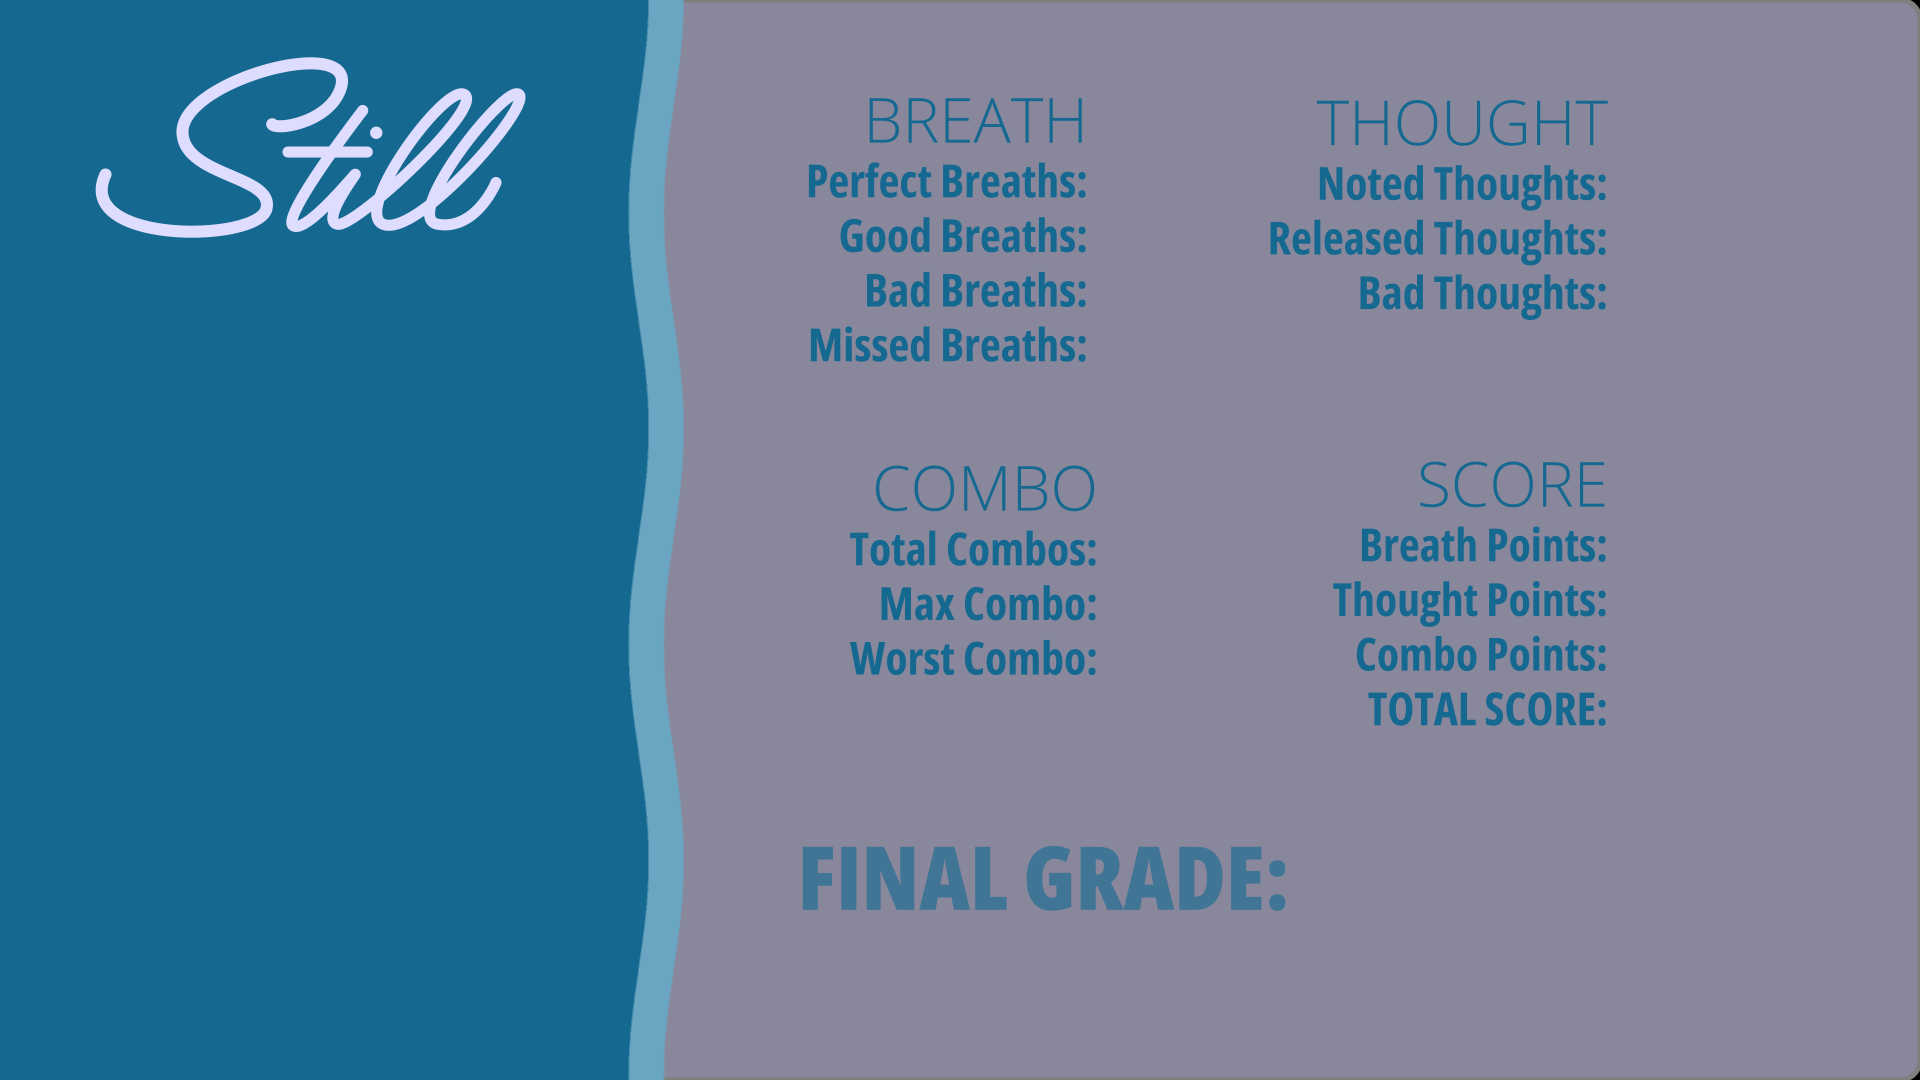 Still
BREATH
Perfect Breaths:
Good Breaths:
Bad Breaths:
Missed Breaths:
THOUGHT
Noted Thoughts:
Released Thoughts:
Bad Thoughts:
COMBO
Total Combos:
Max Combo:
Worst Combo:
SCORE
Breath Points:
Thought Points:
Combo Points:
TOTAL SCORE:
FINAL GRADE: